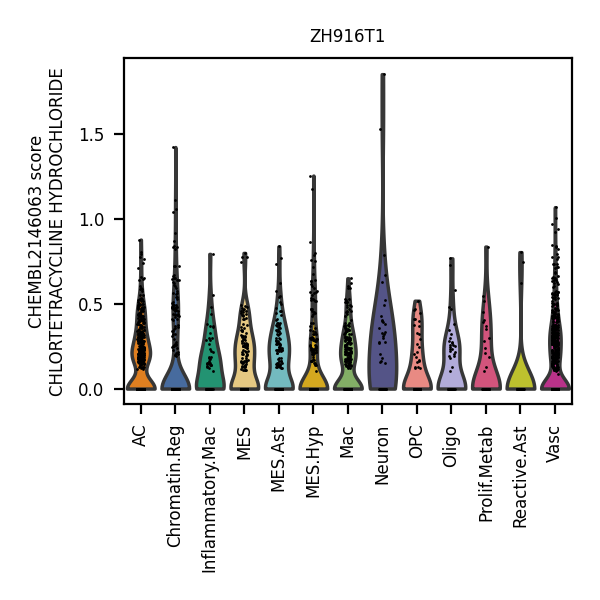 ZH916T1
CHEMBL2146063 score
CHLORTETRACYCLINE HYDROCHLORIDE
1.5
1.0
0.5
0.0
AC
Chromatin.Reg
Inflammatory.Mac
MES
MES.Ast
MES.Hyp
Mac
Neuron
OPC
Oligo
Prolif.Metab
Reactive.Ast
Vasc